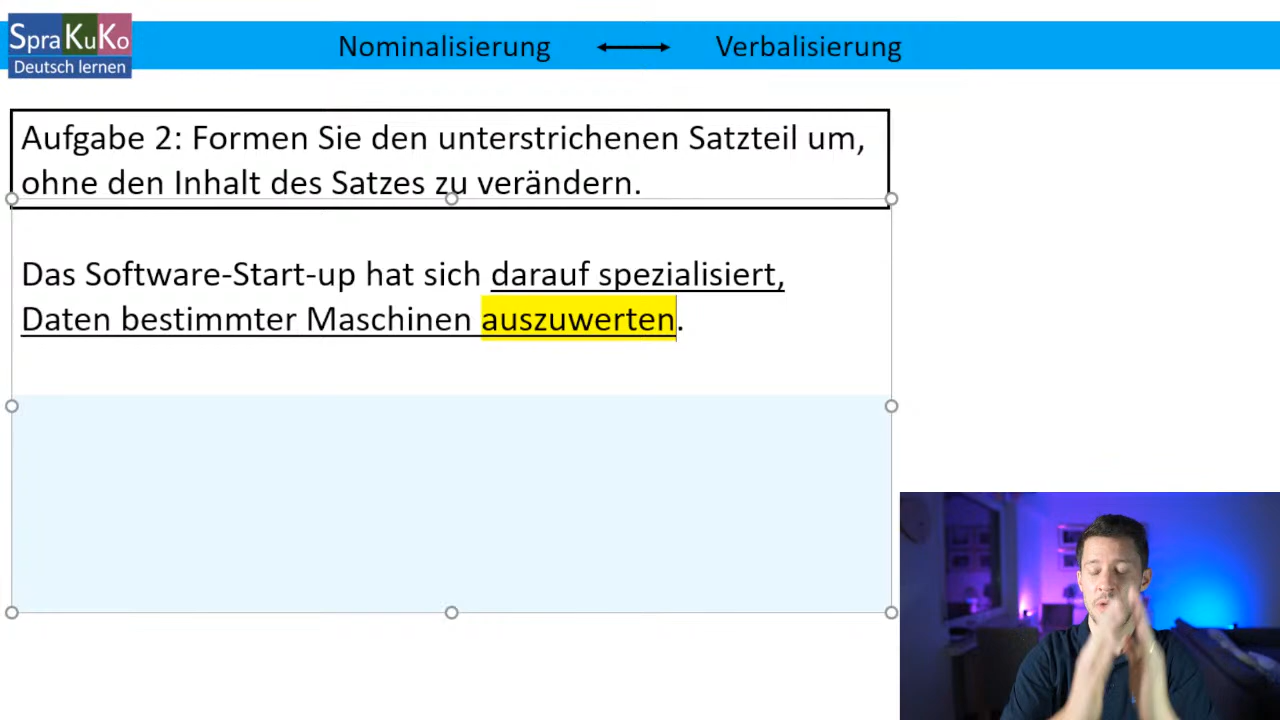 SpraKuKo
Deutsch lernen
Nominalisierung Verbalisierung
Aufgabe 2: Formen Sie den unterstrichenen Satzteil um,
ohne den Inhalt des Satzes zu verändern.
Das Software-Start-up hat sich darauf spezialisiert,
Daten bestimmter Maschinen auszuwerten.